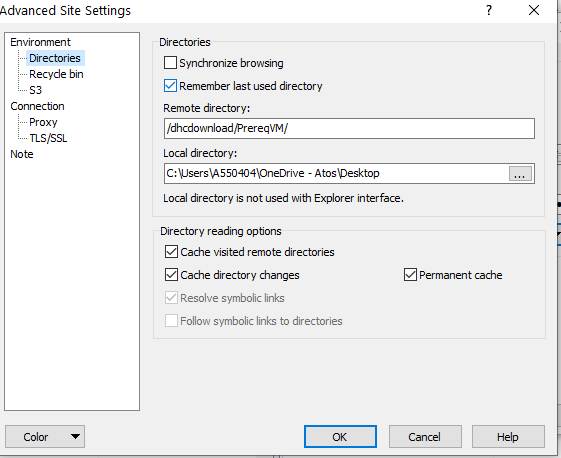 Advanced Site Settings
?
Environment
Directories
Recycle bin
S3
Connection
Proxy
TLS/SSL
Note
Directories
Synchronize browsing
Remember last used directory
Remote directory:
/dhcdownload/PrereqVM/
Local directory:
C:\Users\A550404\OneDrive - Atos\Desktop
...
Local directory is not used with Explorer interface.
Directory reading options
Cache visited remote directories
Cache directory changes
Permanent cache
Resolve symbolic links
Follow symbolic links to directories
Color
OK
Cancel
Help